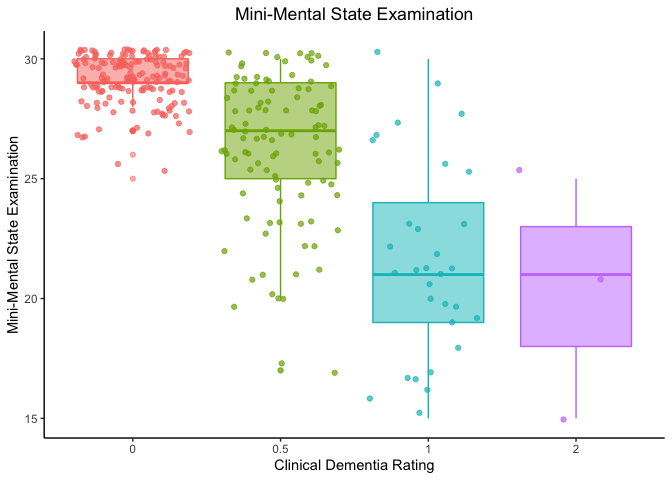 Mini-Mental State Examination
Mini-Mental State Examination
30
25
20
15
0 0.5 1 2
Clinical Dementia Rating